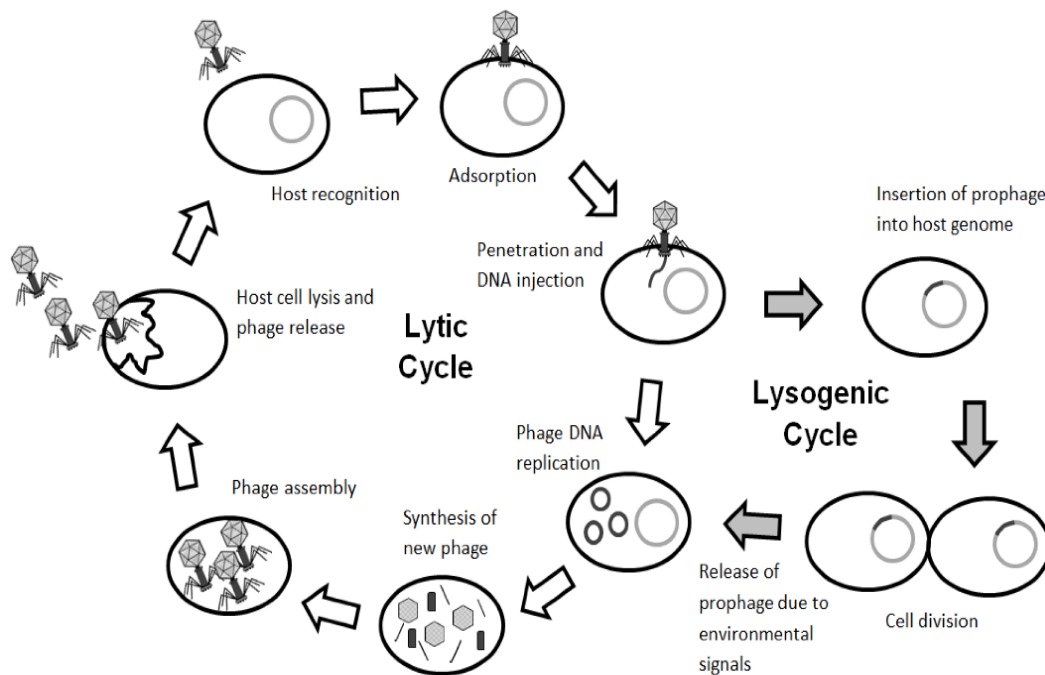 Host recognition
Adsorption
Penetration and
DNA injection
Insertion of prophage
into host genome
Host cell lysis and
phage release
Lytic
Cycle
Lysogenic
Cycle
Phage DNA
replication
Phage assembly
Synthesis of
new phage
Release of
prophage due to
environmental
signals
Cell division